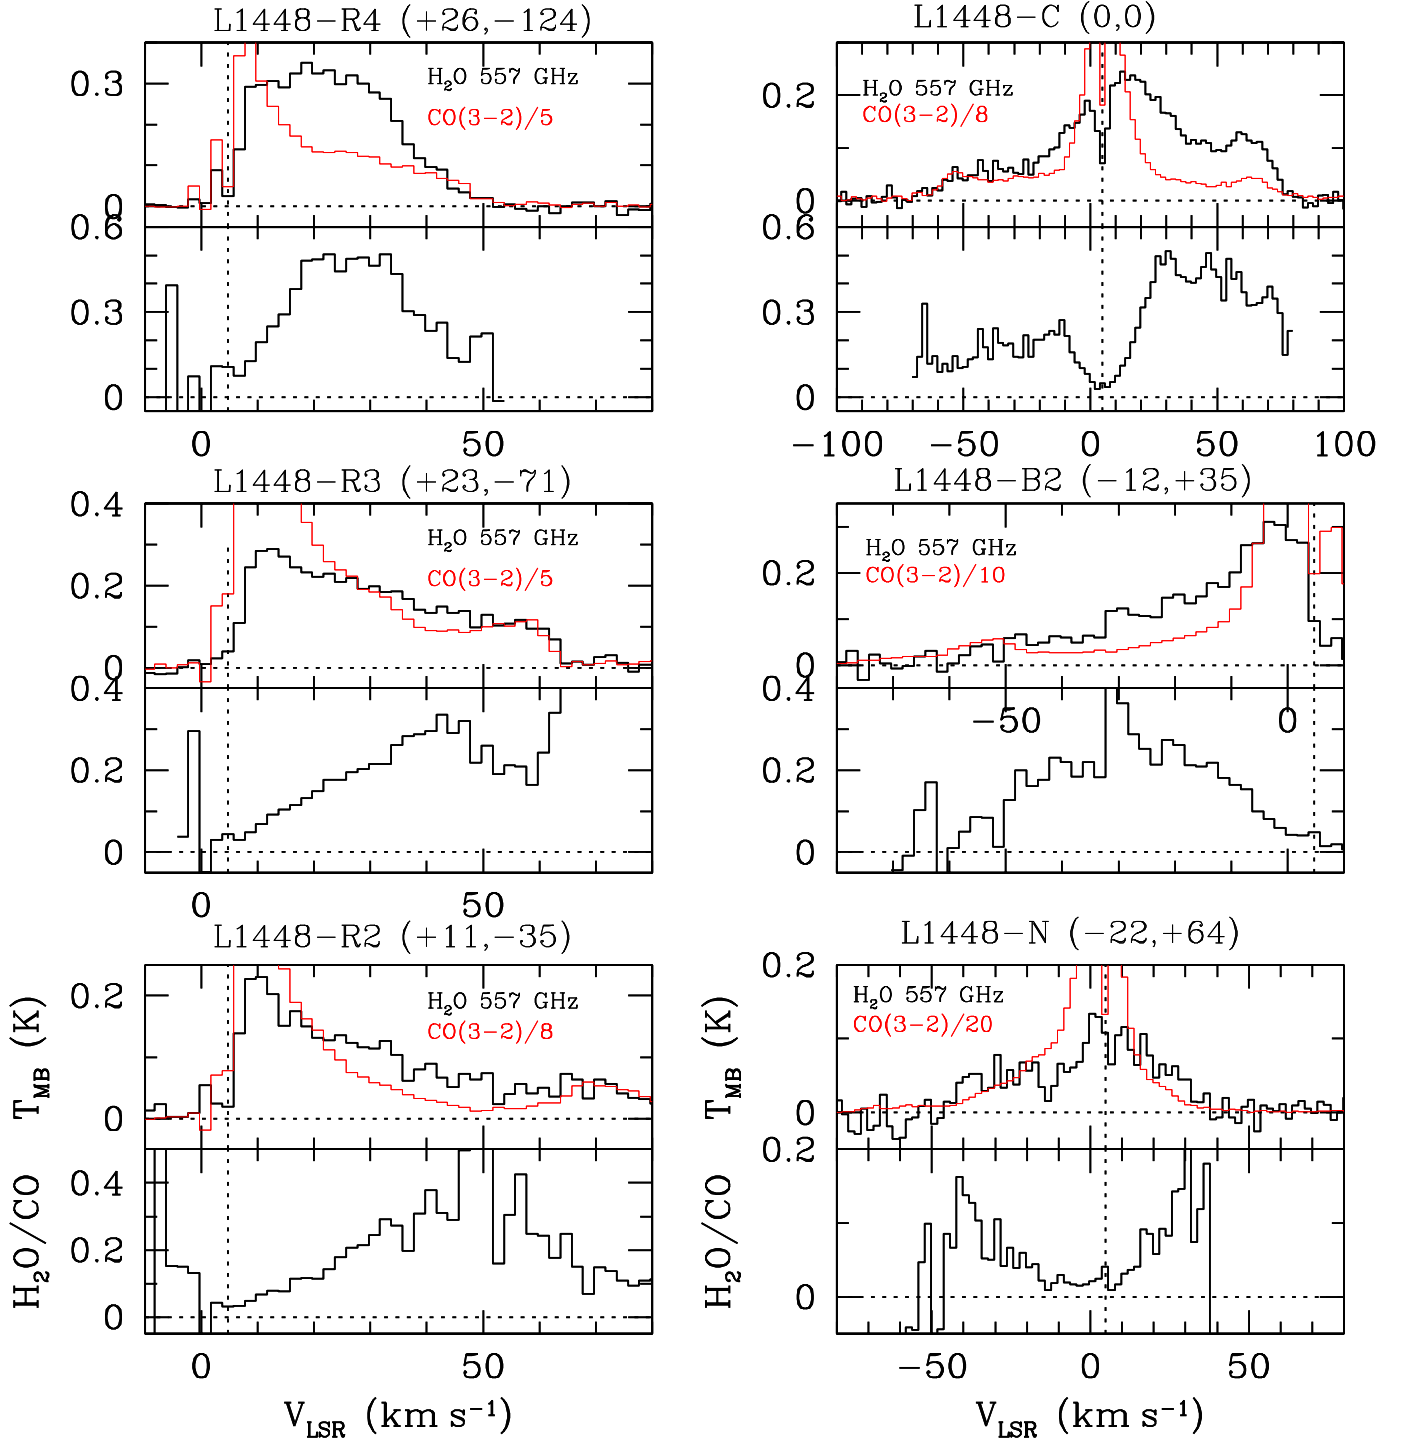 L1448-R4 (+26,-124)
H₂O 557 GHz
CO(3-2)/5
0.3
0
0.6
0.3
0
0 50
L1448-C (0,0)
H₂O 557 GHz
CO(3-2)/8
0.2
0
0.6
0.3
0
-100 -50 0 50 100
L1448-R3 (+23,-71)
H₂O 557 GHz
CO(3-2)/5
0.4
0.2
0
0.4
0.2
0
0 50
L1448-B2 (-12,+35)
H₂O 557 GHz
CO(3-2)/10
0.2
0
0.4
-50 0
0.2
0
L1448-R2 (+11,-35)
H₂O 557 GHz
CO(3-2)/8
0.2
0
T_MB (K)
0.4
0.2
0
H₂O/CO
0 50
V_LSR (km s⁻¹)
L1448-N (-22,+64)
0.2
H₂O 557 GHz
CO(3-2)/20
0
T_MB (K)
0.2
0
H₂O/CO
-50 0 50
V_LSR (km s⁻¹)